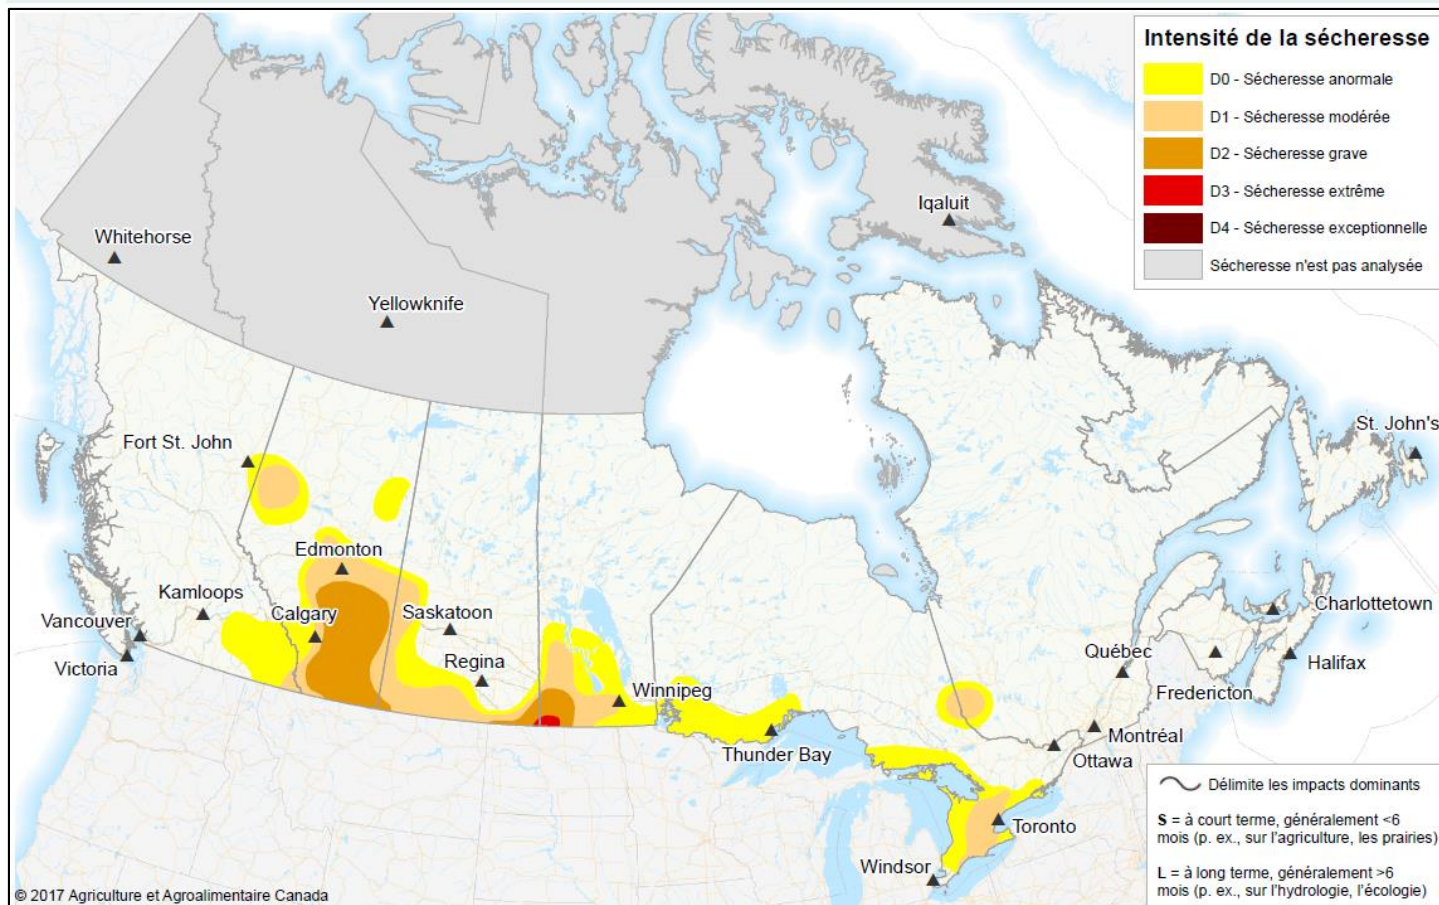 Intensité de la sécheresse
D0 - Sécheresse anormale
D1 - Sécheresse modérée
D2 - Sécheresse grave
D3 - Sécheresse extrême
D4 - Sécheresse exceptionnelle
Sécheresse n'est pas analysée
Iqaluit
Whitehorse
Yellowknife
St. John's
Fort St. John
Edmonton
Kamloops
Calgary
Saskatoon
Vancouver
Charlottetown
Victoria
Regina
Québec
Halifax
Winnipeg
Fredericton
Montréal
Thunder Bay
Ottawa
Toronto
Windsor
Délimite les impacts dominants
S = à court terme, généralement <6
mois (p. ex., sur l'agriculture, les prairies)
L = à long terme, généralement >6
mois (p. ex., sur l'hydrologie, l'écologie)
© 2017 Agriculture et Agroalimentaire Canada